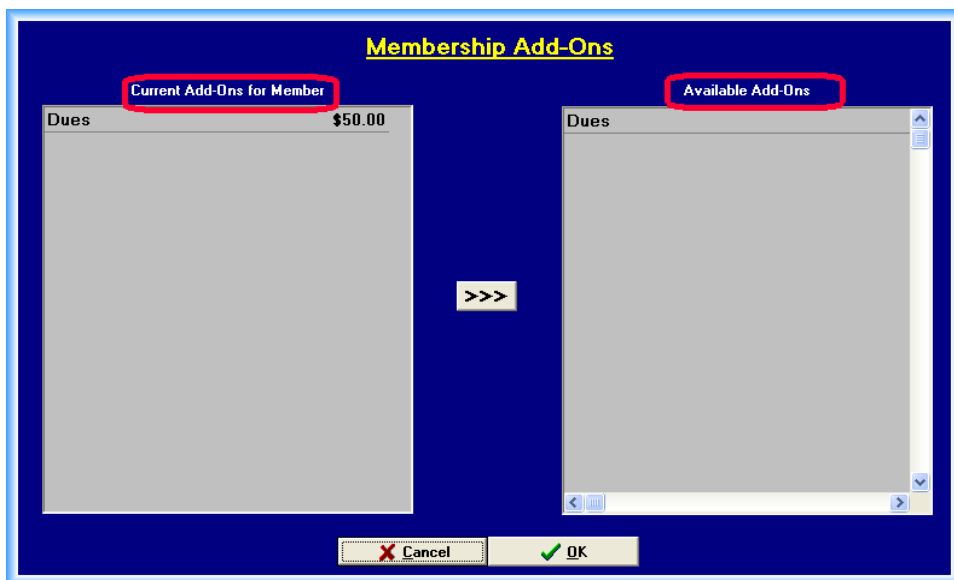 Membership Add-Ons
Current Add-Ons for Member
Available Add-Ons
Dues $50.00
Dues
>>>
Cancel
OK